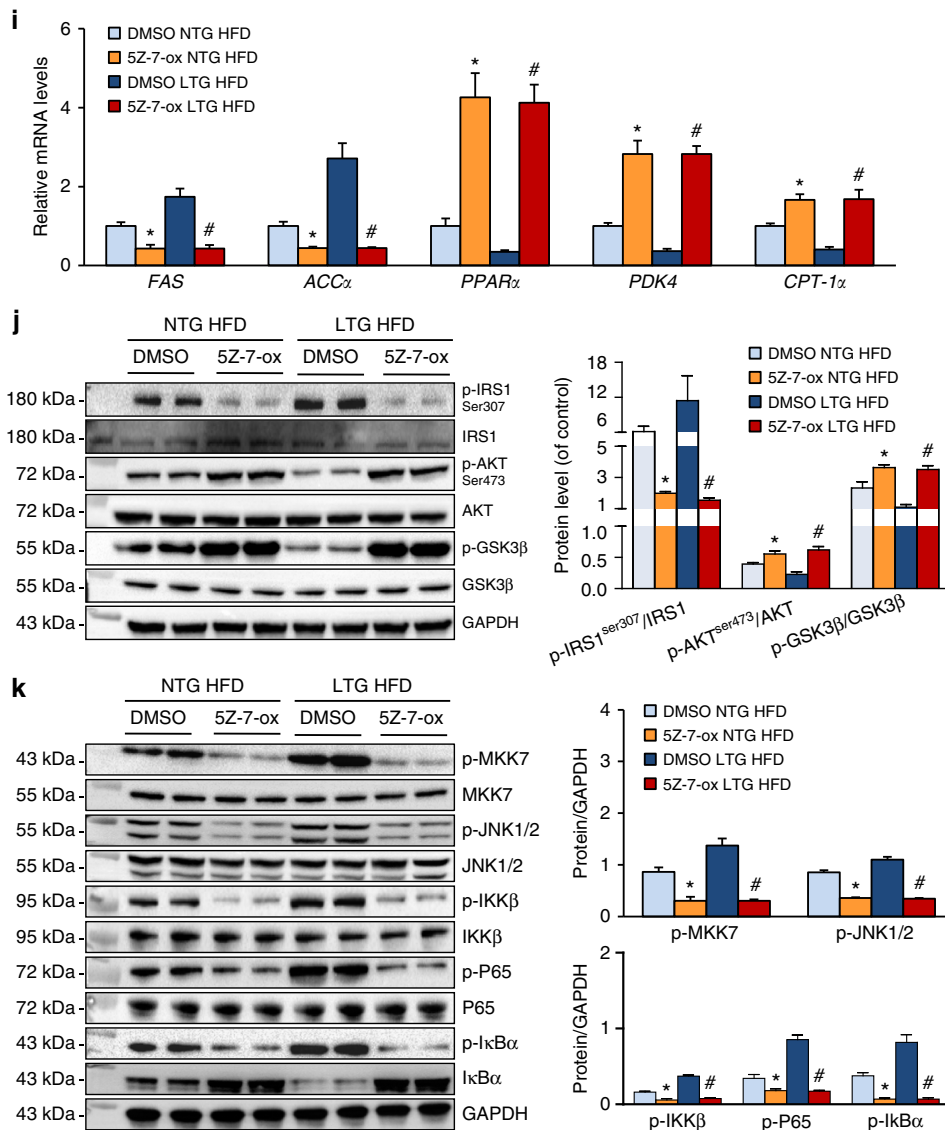 i
Relative mRNA levels
6
4
2
0
DMSO NTG HFD
5Z-7-ox NTG HFD
DMSO LTG HFD
5Z-7-ox LTG HFD
* # * # * # * # * #
FAS ACCα PPARα PDK4 CPT-1α
j
NTG HFD LTG HFD
DMSO 5Z-7-ox DMSO 5Z-7-ox
180 kDa p-IRS1 Ser307
180 kDa IRS1
72 kDa p-AKT Ser473
72 kDa AKT
55 kDa p-GSK3β
55 kDa GSK3β
43 kDa GAPDH
Protein level (of control)
18
12
6
5
3
1
0.5
0.0
DMSO NTG HFD
5Z-7-ox NTG HFD
DMSO LTG HFD
5Z-7-ox LTG HFD
* # * # * #
p-IRS1ser307/IRS1
p-AKTser473/AKT
p-GSK3β/GSK3β
k
NTG HFD LTG HFD
DMSO 5Z-7-ox DMSO 5Z-7-ox
43 kDa p-MKK7
55 kDa MKK7
55 kDa p-JNK1/2
55 kDa JNK1/2
95 kDa p-IKKβ
95 kDa IKKβ
72 kDa p-P65
72 kDa P65
43 kDa p-IκBα
43 kDa IκBα
43 kDa GAPDH
Protein/GAPDH
4
3
2
1
0
DMSO NTG HFD
5Z-7-ox NTG HFD
DMSO LTG HFD
5Z-7-ox LTG HFD
* # * #
p-MKK7 p-JNK1/2
Protein/GAPDH
2
1
0
* # * # * #
p-IKKβ p-P65 p-IkBα